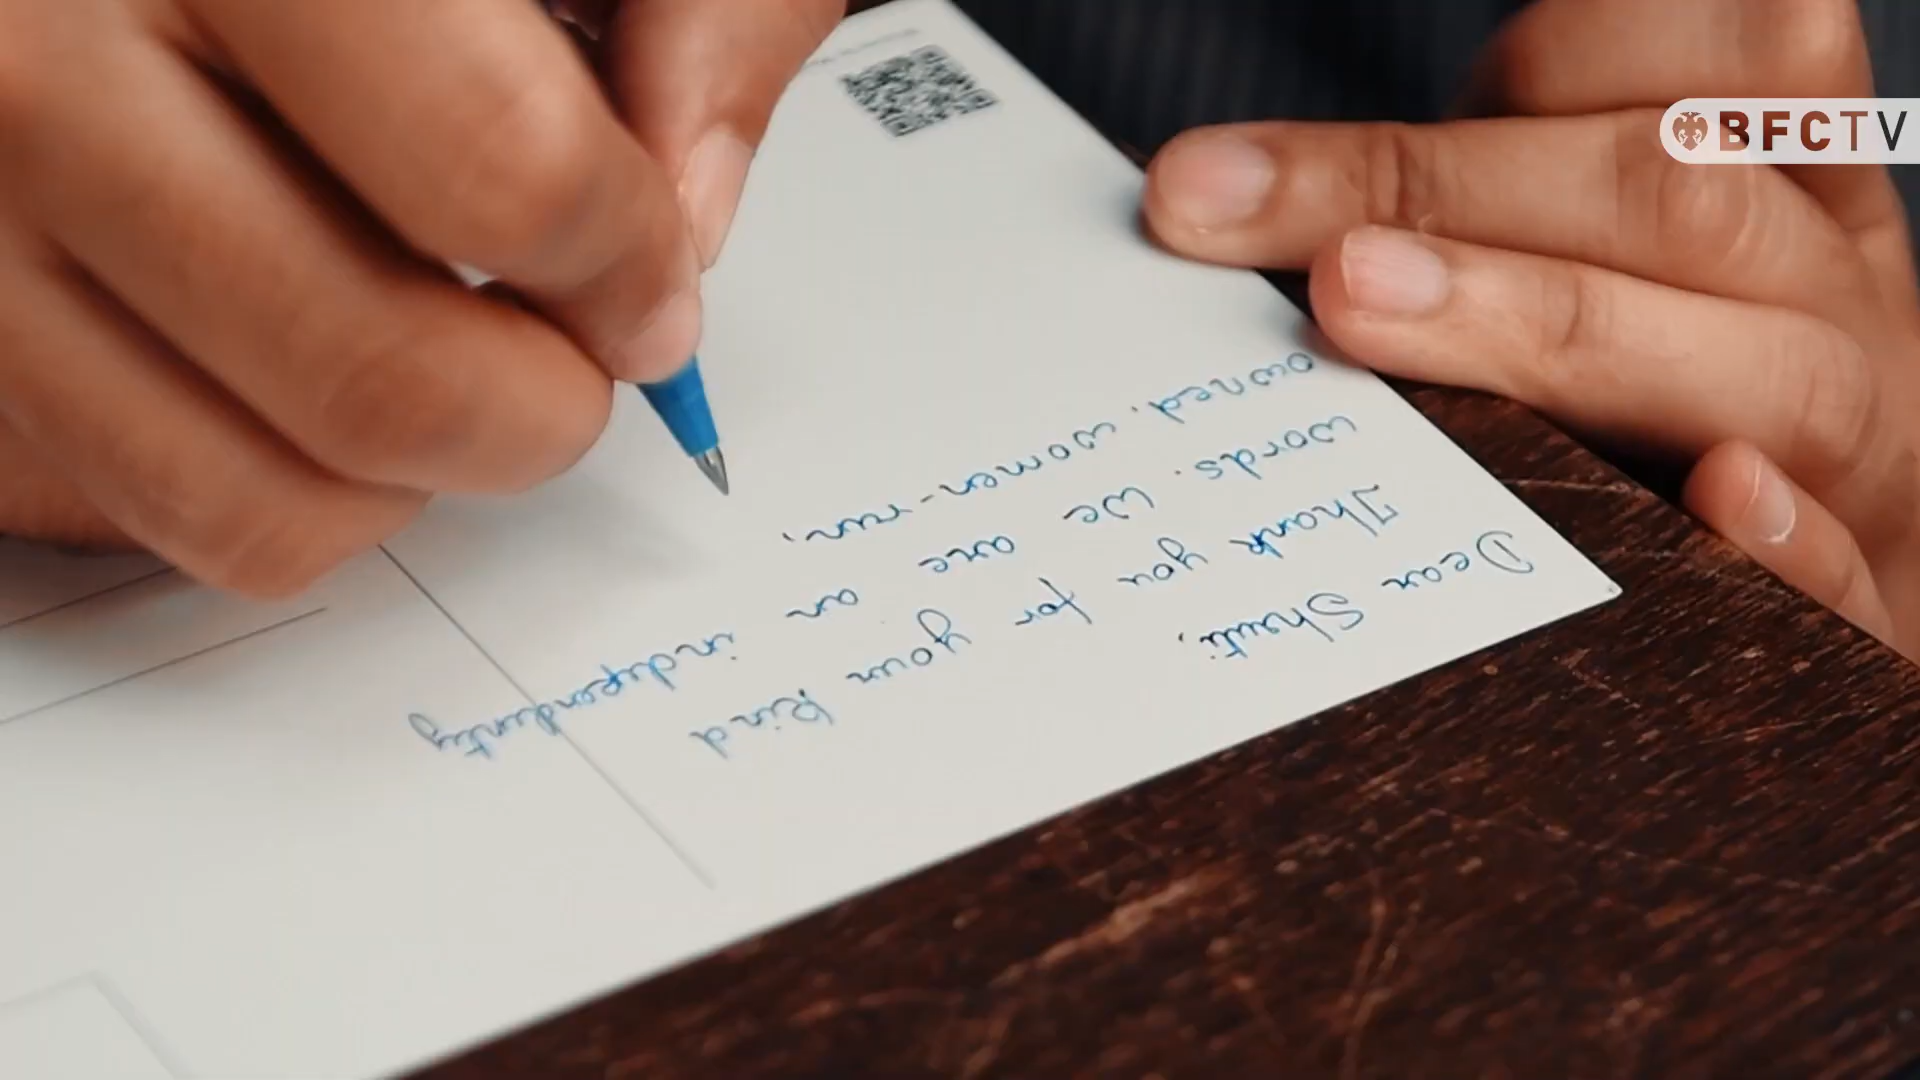 Dear Shruti,
Thank you for your kind
words. We are an independently
owned, women-run,
BFCTV